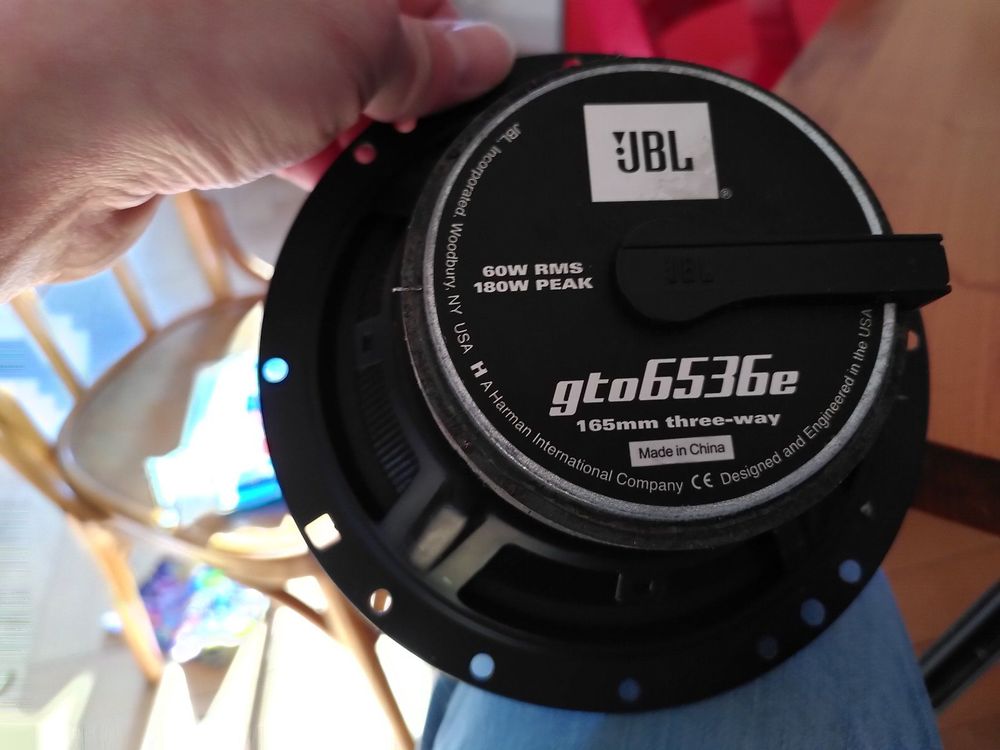 JBL
®
JBL
60W RMS
180W PEAK
gto6536e
165mm three-way
Made in China
JBL, Incorporated, Woodbury, NY USA H A Harman International Company CE Designed and Engineered in the USA